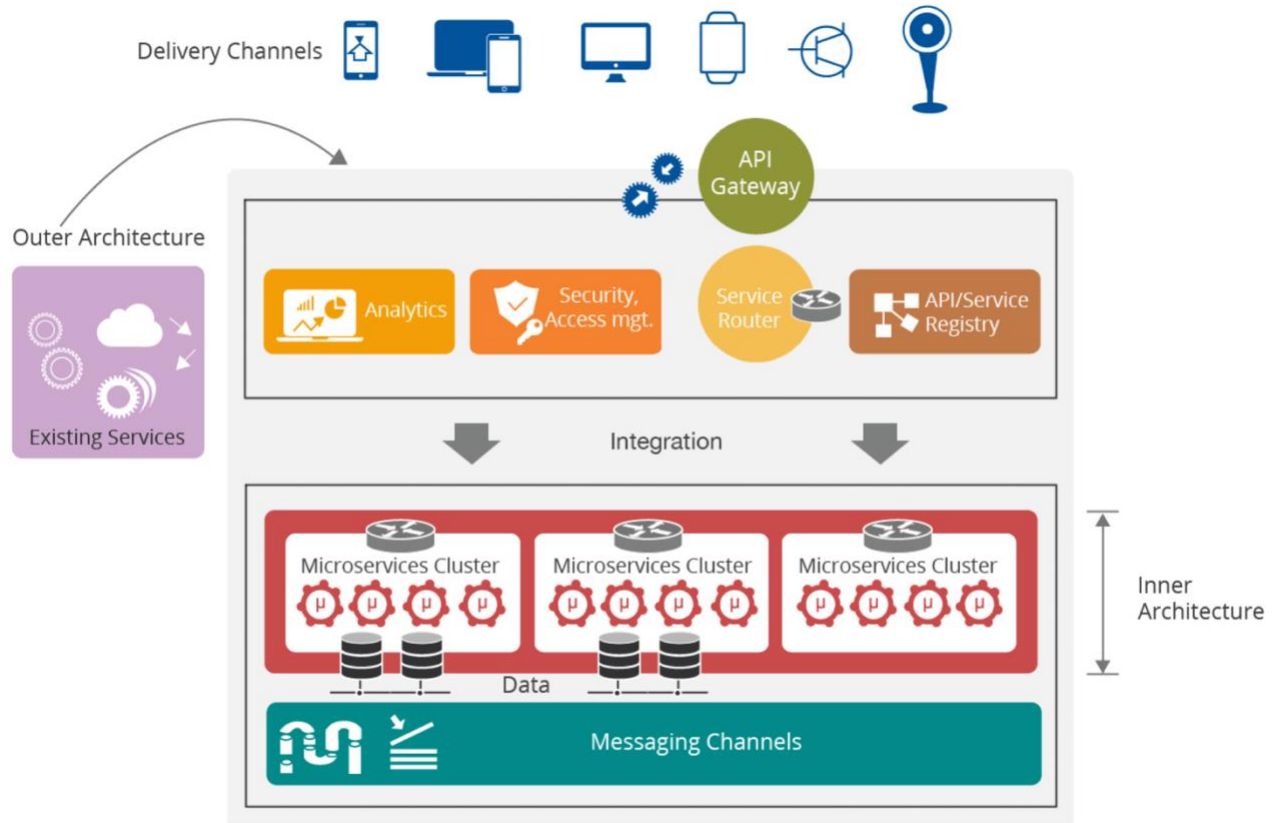 Delivery Channels
API
Gateway
Outer Architecture
Analytics
Security,
Access mgt.
Service
Router
API/Service
Registry
Existing Services
Integration
Microservices Cluster
Microservices Cluster
Microservices Cluster
µ µ µ µ
µ µ µ µ
µ µ µ µ
Inner
Architecture
Data
Messaging Channels